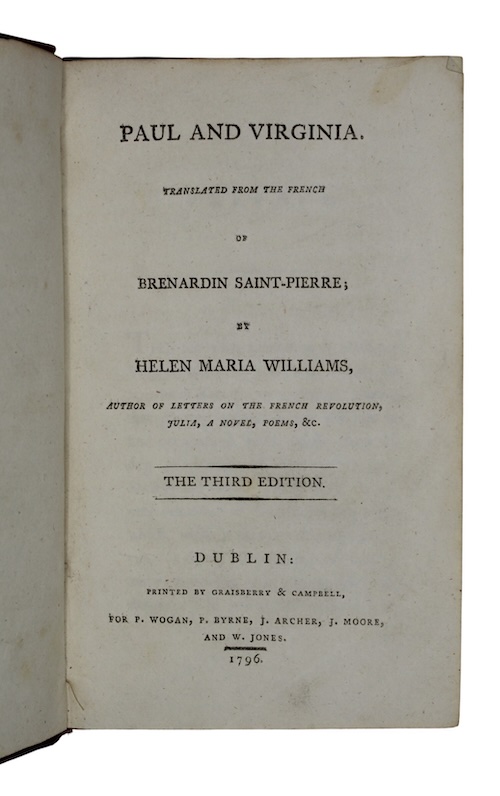 PAUL AND VIRGINIA.
TRANSLATED FROM THE FRENCH
OF
BRENARDIN SAINT-PIERRE;
BY
HELEN MARIA WILLIAMS,
AUTHOR OF LETTERS ON THE FRENCH REVOLUTION,
JULIA, A NOVEL, POEMS, &c.
THE THIRD EDITION.
DUBLIN:
PRINTED BY GRAISBERRY & CAMPBELL,
FOR P. WOGAN, P. BYRNE, J. ARCHER, J. MOORE,
AND W. JONES.
1796.